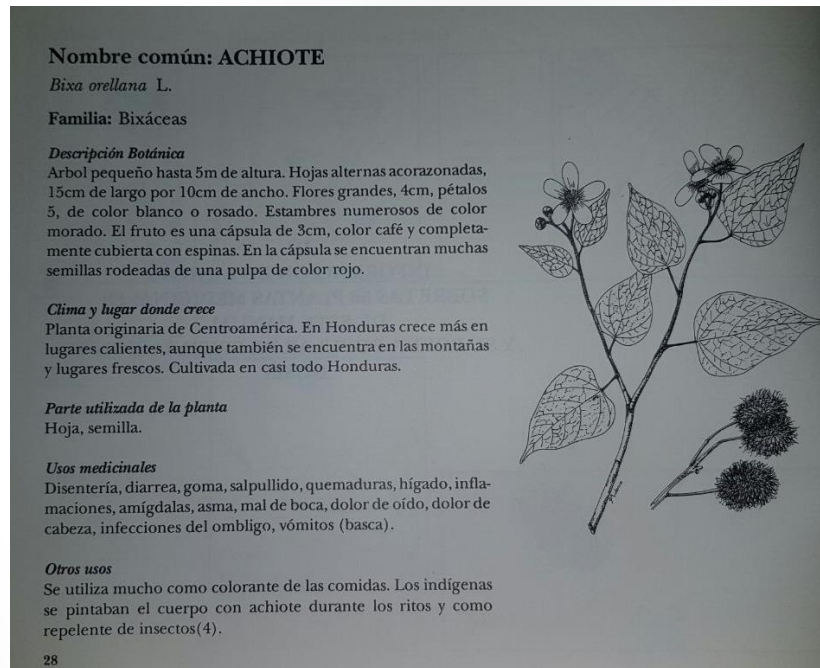 Nombre común: ACHIOTE
Bixa orellana L.
Familia: Bixáceas
Descripción Botánica
Arbol pequeño hasta 5m de altura. Hojas alternas acorazonadas,
15cm de largo por 10cm de ancho. Flores grandes, 4cm, pétalos
5, de color blanco o rosado. Estambres numerosos de color
morado. El fruto es una cápsula de 3cm, color café y completa-
mente cubierta con espinas. En la cápsula se encuentran muchas
semillas rodeadas de una pulpa de color rojo.
Clima y lugar donde crece
Planta originaria de Centroamérica. En Honduras crece más en
lugares calientes, aunque también se encuentra en las montañas
y lugares frescos. Cultivada en casi todo Honduras.
Parte utilizada de la planta
Hoja, semilla.
Usos medicinales
Disentería, diarrea, goma, salpullido, quemaduras, hígado, infla-
maciones, amígdalas, asma, mal de boca, dolor de oído, dolor de
cabeza, infecciones del ombligo, vómitos (basca).
Otros usos
Se utiliza mucho como colorante de las comidas. Los indígenas
se pintaban el cuerpo con achiote durante los ritos y como
repelente de insectos(4).
28